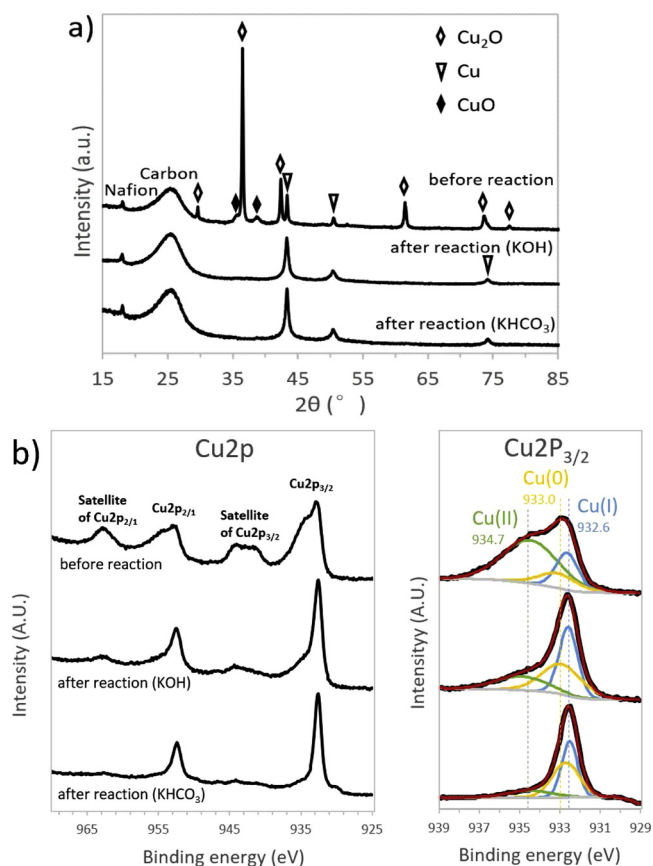 a)
Cu₂O
Cu
CuO
Carbon
Nafion
before reaction
after reaction (KOH)
after reaction (KHCO₃)
Intensity (a.u.)
15 25 35 45 55 65 75 85
2θ (°)
b)
Cu2p
Cu2p₃/₂
Satellite
of Cu2p₂/₁
Cu2p₂/₁
Satellite
of Cu2p₃/₂
before reaction
after reaction (KOH)
after reaction (KHCO₃)
Intensity (A.U.)
965 955 945 935 925
Binding energy (eV)
Cu2P₃/₂
Cu(0)
933.0
Cu(II)
934.7
Cu(I)
932.6
Intensityy (A.U.)
939 937 935 933 931 929
Binding energy (eV)